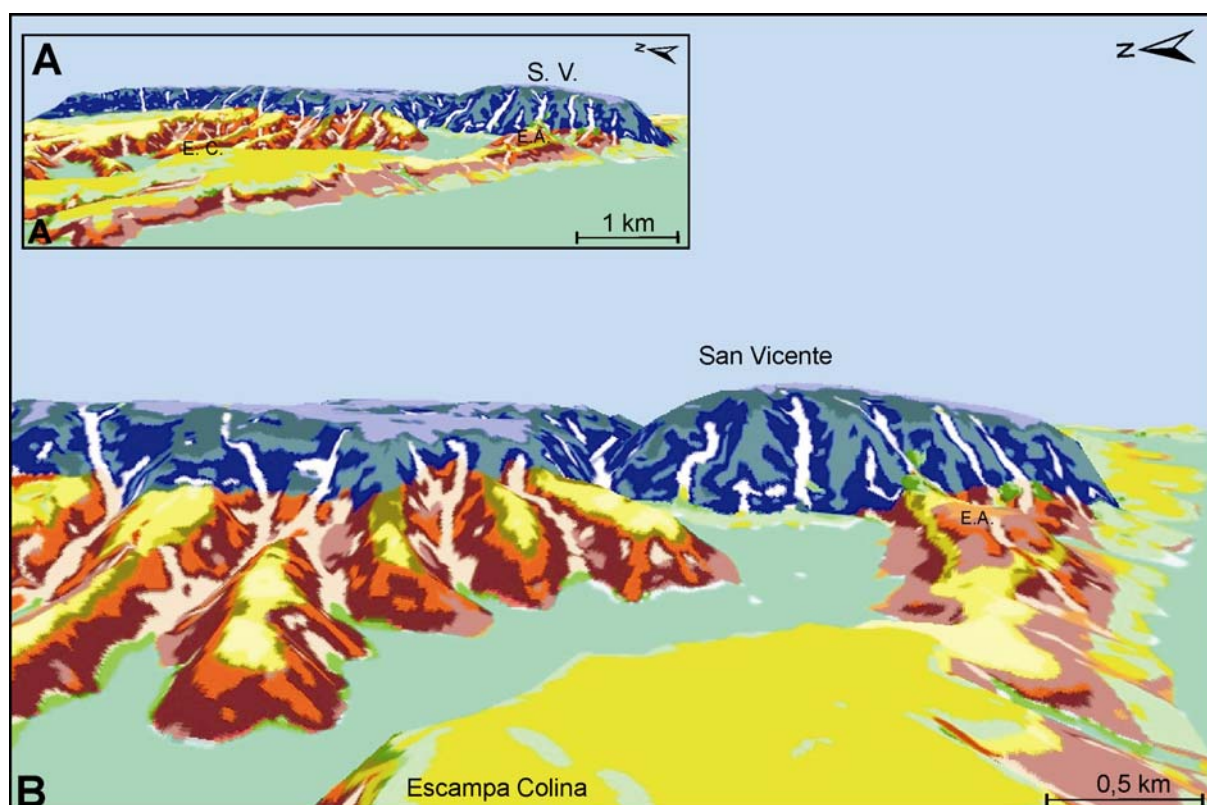 A
N
S. V.
E. C.
E.A.
A
1 km
N
San Vicente
E.A.
B
Escampa Colina
0,5 km